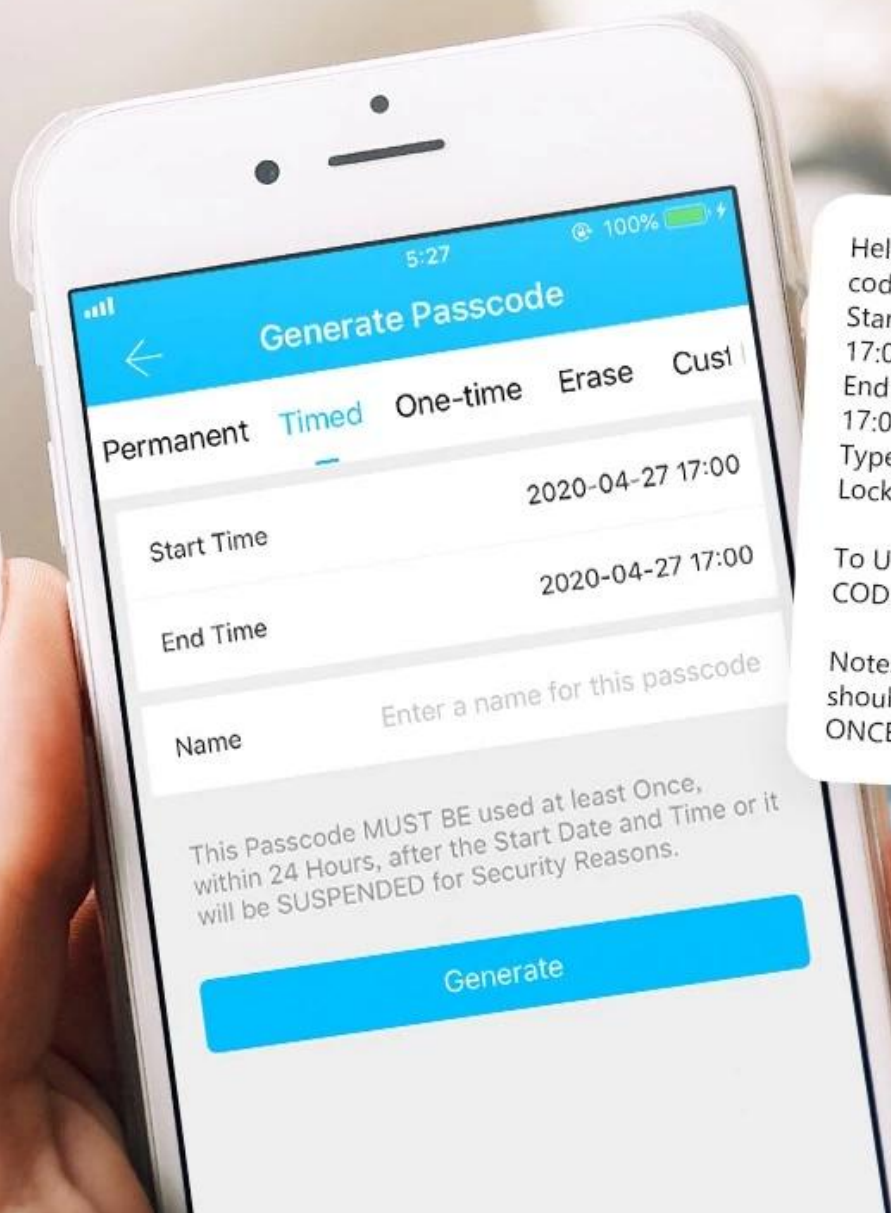 5:27
100%
Generate Passcode
Permanent Timed One-time Erase
Start Time 2020-04-27 17:00
End Time 2020-04-27 17:00
Name Enter a name for this passcode
This Passcode MUST BE used at least Once,
within 24 Hours, after the Start Date and Time or it
will be SUSPENDED for Security Reasons.
Generate
End
To